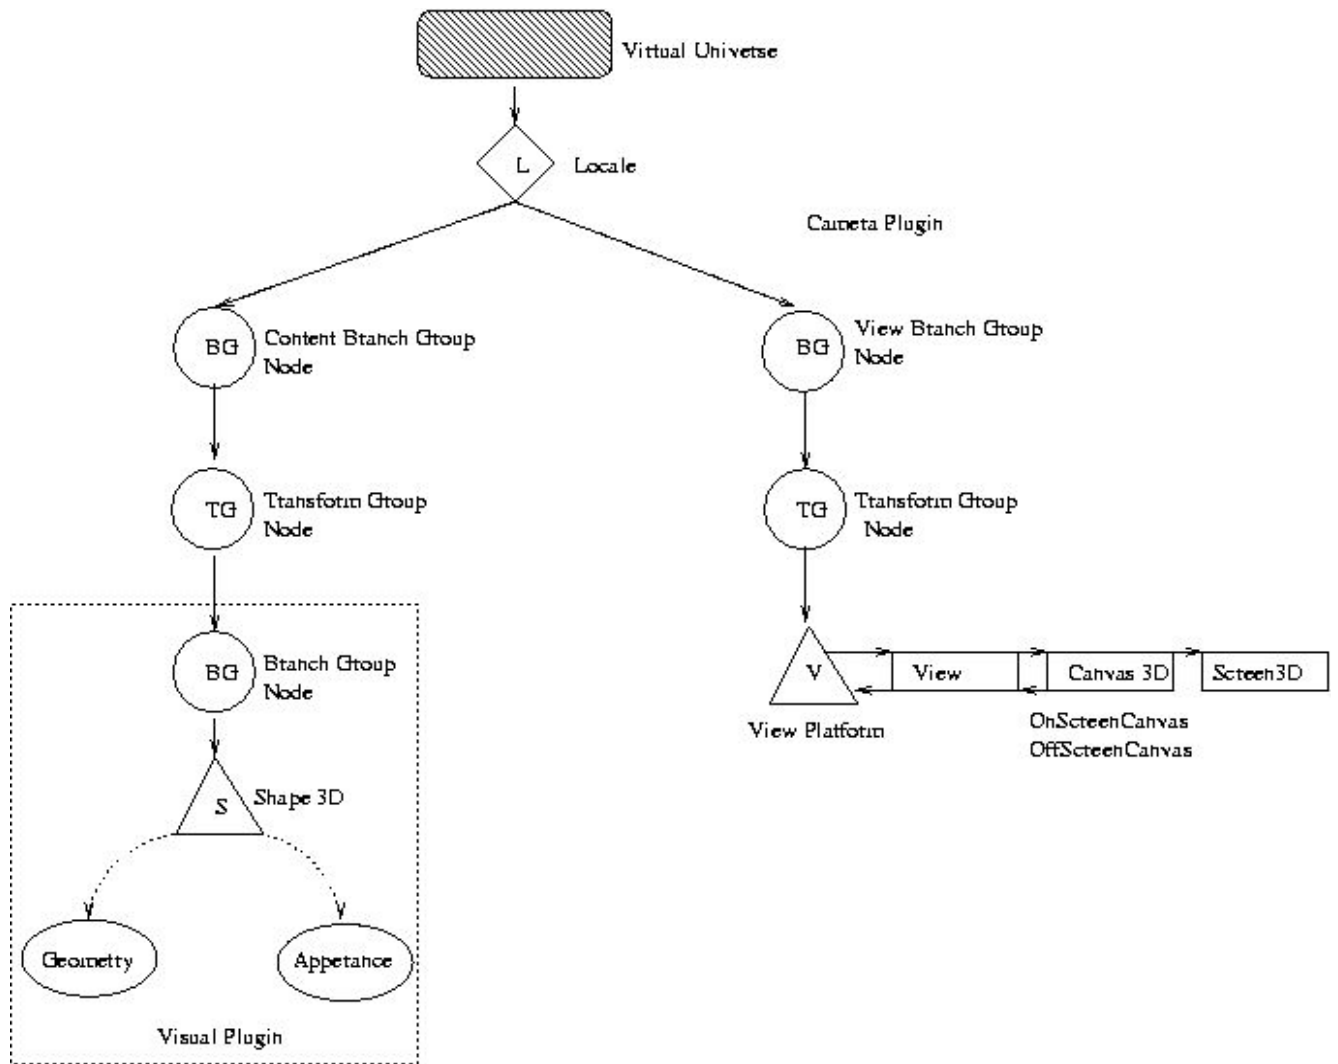 Virtual Universe
L
Locale
Camera Plugin
BG
Content Branch Group
Node
BG
View Branch Group
Node
TG
Transform Group
Node
TG
Transform Group
Node
BG
Branch Group
Node
V
View
Canvas 3D
Screen3D
View Platform
OnScreenCanvas
OffScreenCanvas
S
Shape 3D
Geometry
Apperance
Visual Plugin